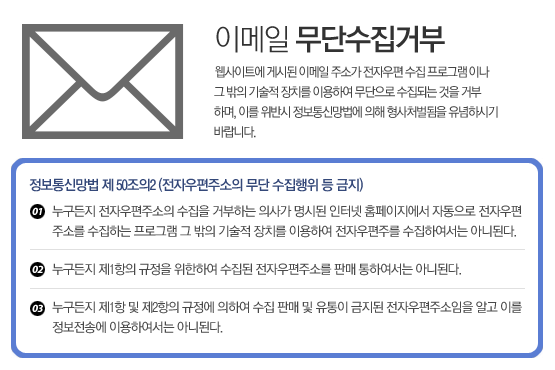 이메일 무단수집거부
웹사이트에 게시된 이메일 주소가 전자우편 수집 프로그램이나
그 밖의 기술적 장치를 이용하여 무단으로 수집되는 것을 거부
하며, 이를 위반시 정보통신망법에 의해 형사처벌됨을 유념하시기
바랍니다.
정보통신망법 제 50조의2 (전자우편주소의 무단 수집행위 등 금지)
01 누구든지 전자우편주소의 수집을 거부하는 의사가 명시된 인터넷 홈페이지에서 자동으로 전자우편
주소를 수집하는 프로그램 그 밖의 기술적 장치를 이용하여 전자우편주를 수집하여서는 아니된다.
02 누구든지 제1항의 규정을 위한하여 수집된 전자우편주소를 판매 통하여서는 아니된다.
03 누구든지 제1항 및 제2항의 규정에 의하여 수집 판매 및 유통이 금지된 전자우편주소임을 알고 이를
정보전송에 이용하여서는 아니된다.